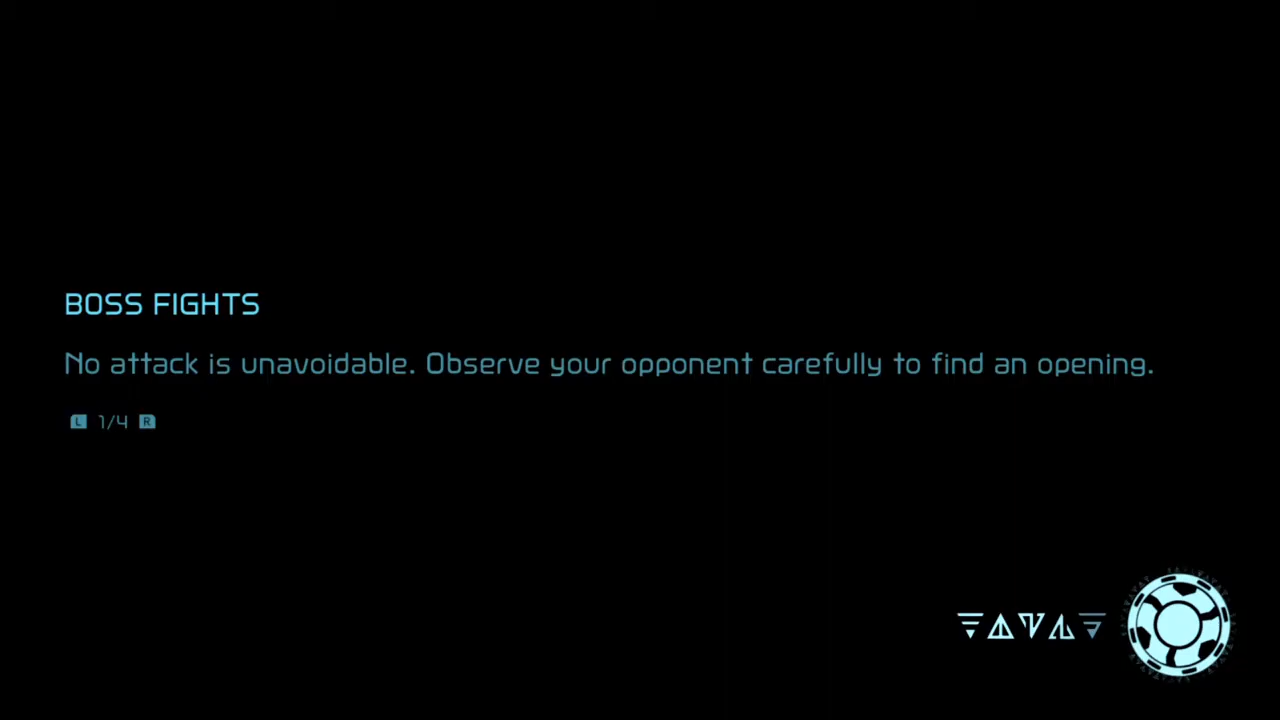 BOSS FIGHTS
No attack is unavoidable. Observe your opponent carefully to find an opening.
L 1/4 R